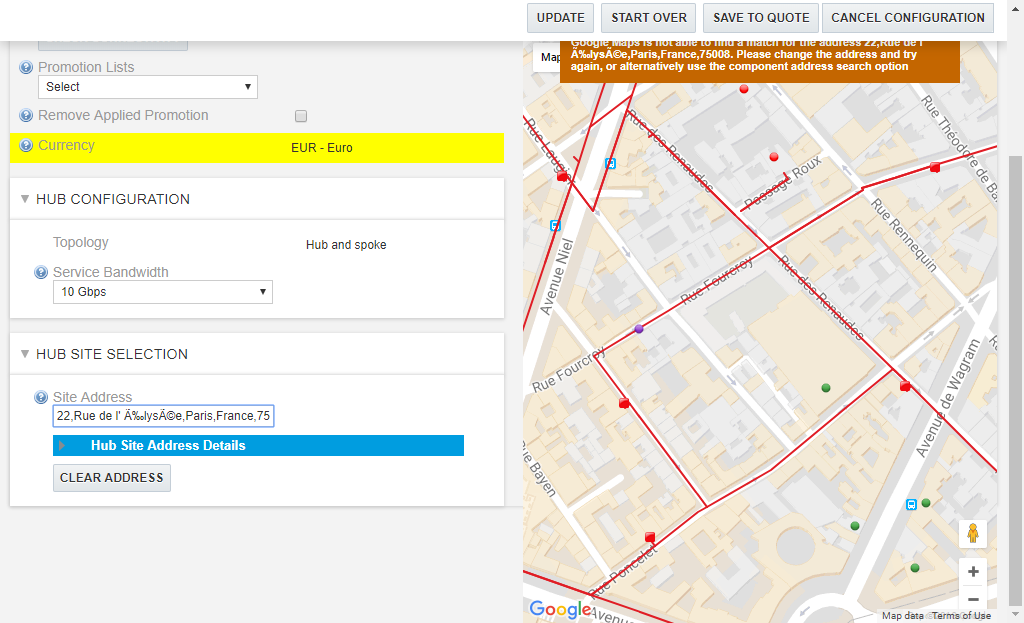 UPDATE
START OVER
SAVE TO QUOTE
CANCEL CONFIGURATION
Promotion Lists
Select
Remove Applied Promotion
Currency
EUR - Euro
HUB CONFIGURATION
Topology
Hub and spoke
Service Bandwidth
10 Gbps
HUB SITE SELECTION
Site Address
22,Rue de l' Ã‰lysÃ©e,Paris,France,75
Hub Site Address Details
CLEAR ADDRESS
Map
Google Maps is not able to find a match for the address 22,Rue de l'
Ã‰lysÃ©e,Paris,France,75008. Please change the address and try
again, or alternatively use the component address search option
Rue Laugier
Rue des Renaudes
Rue Théodore de Ba
Passage Roux
Rue Rennequin
Avenue Niel
Rue Fourcroy
Rue des Renaudes
Rue Fourcroy
Avenue de Wagram
Rue Bayen
Rue Poncelet
Avenue
Google
Map data
Terms of Use